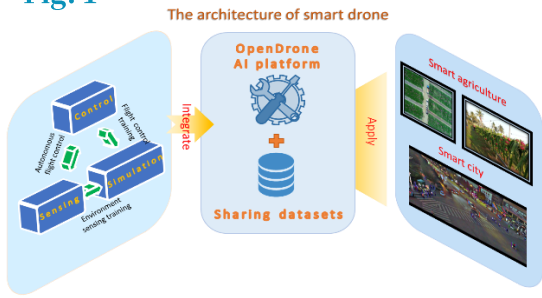 Fig. 1
The architecture of smart drone
Control
Autonomous
flight control
Flight control
training
Simulation
Sensing
Environment
sensing training
Integrate
OpenDrone
AI platform
Sharing datasets
Apply
Smart agriculture
Smart city